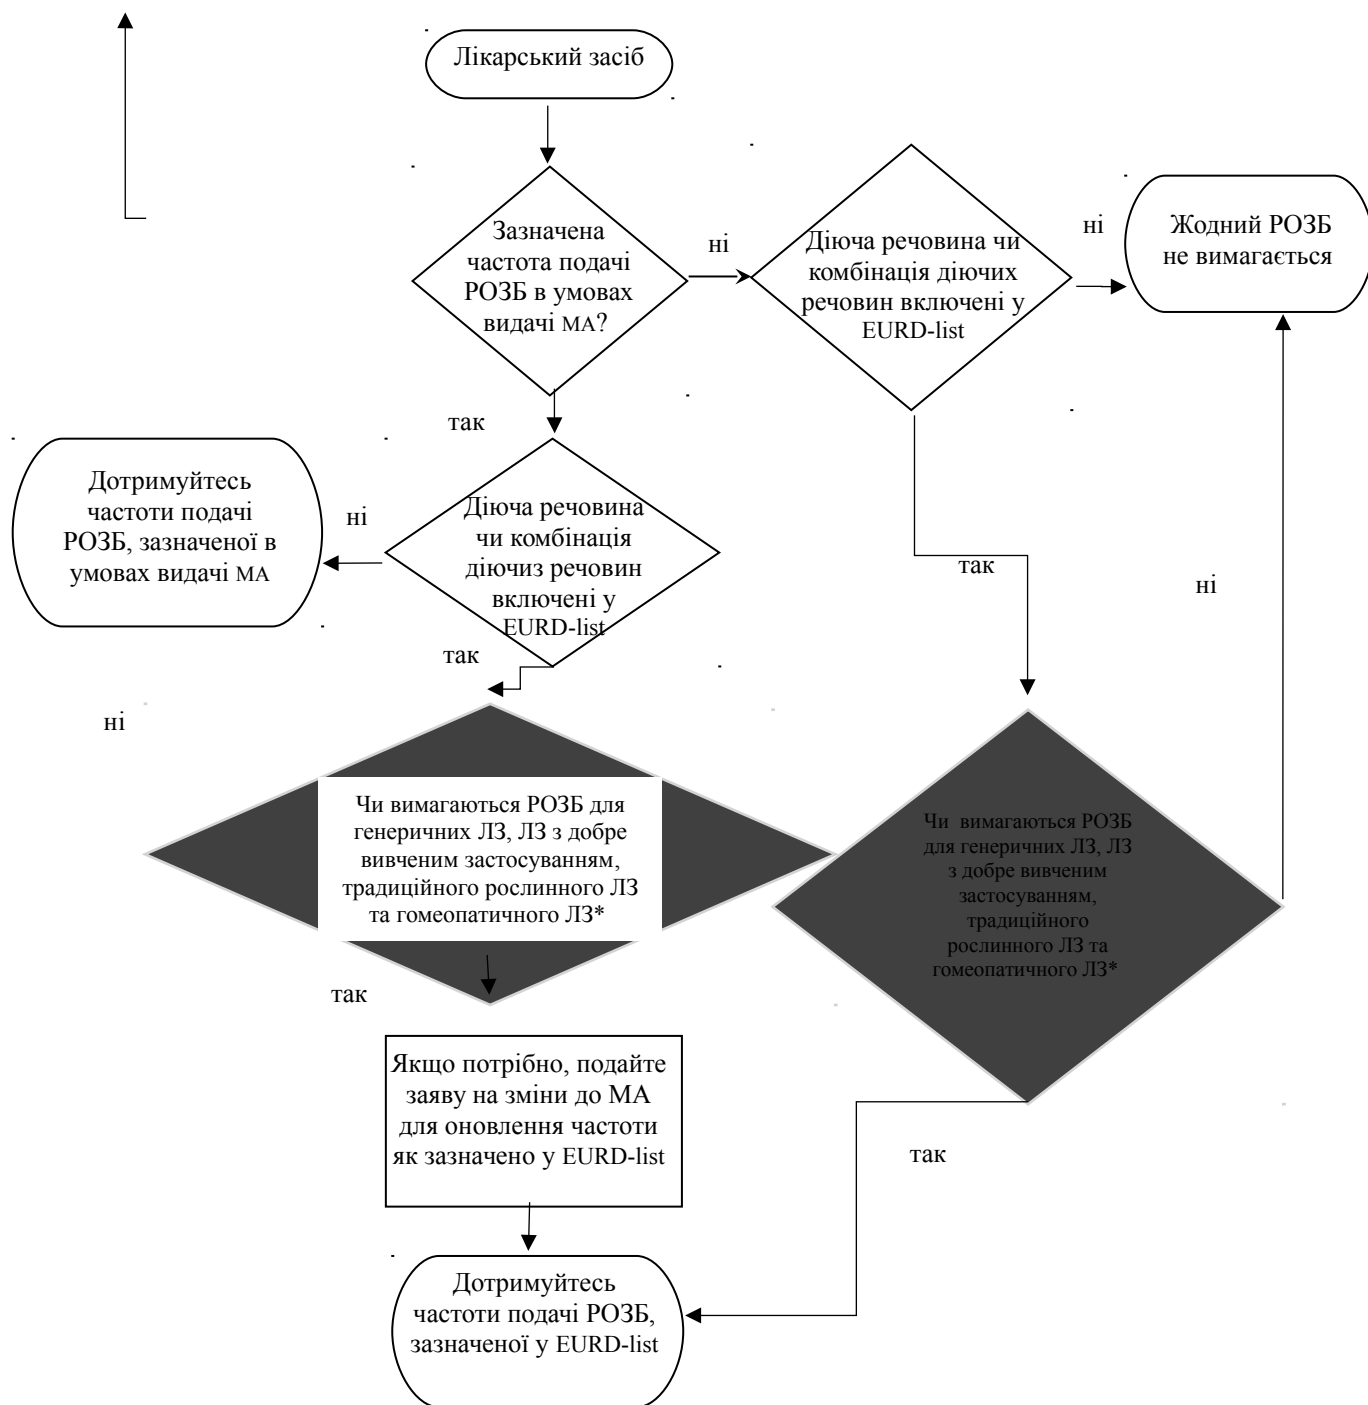 Лікарський засіб
Зазначена
частота подачі
РОЗБ в умовах
видачі МА?
ні
Діюча речовина чи
комбінація діючих
речовин включені у
EURD-list
ні
Жодний РОЗБ
не вимагається
так
Дотримуйтесь
частоти подачі
РОЗБ, зазначеної в
умовах видачі МА
ні
Діюча речовина
чи комбінація
діючиз речовин
включені у
EURD-list
так
ні
так
ні
Чи вимагаються РОЗБ для
генеричних ЛЗ, ЛЗ з добре
вивченим застосуванням,
традиційного рослинного ЛЗ
та гомеопатичного ЛЗ*
Чи вимагаються РОЗБ
для генеричних ЛЗ, ЛЗ
з добре вивченим
застосуванням,
традиційного
рослинного ЛЗ та
гомеопатичного ЛЗ*
так
Якщо потрібно, подайте
заяву на зміни до МА
для оновлення частоти
як зазначено у EURD-list
так
Дотримуйтесь
частоти подачі РОЗБ,
зазначеної у EURD-list